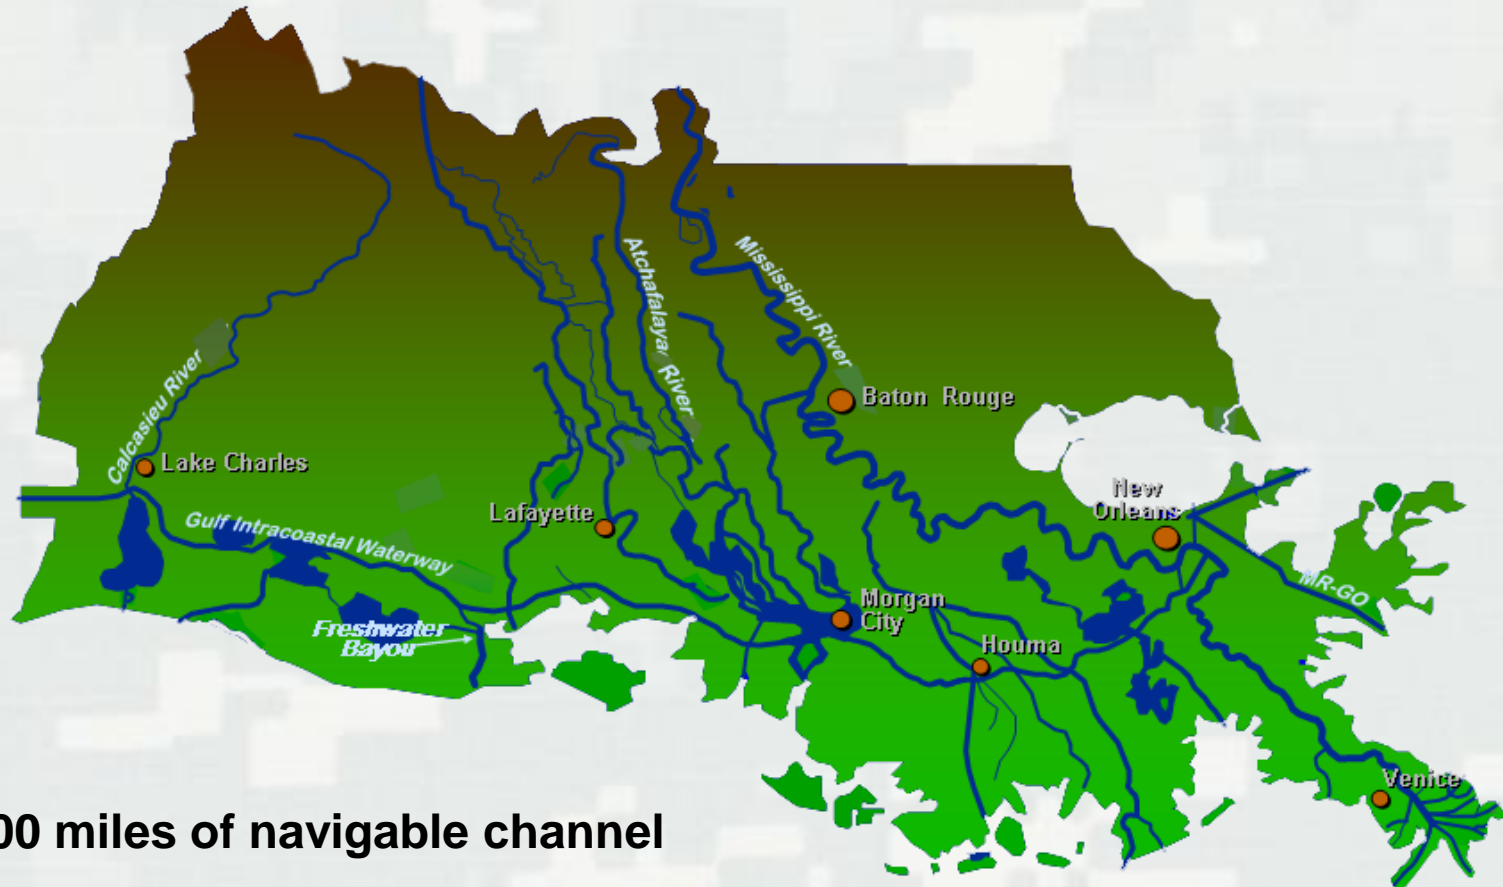 Atchafalaya River
Mississippi River
Calcasieu River
Baton Rouge
Lake Charles
New
Orleans
Lafayette
Gulf Intracoastal Waterway
MR-GO
Morgan
City
Freshwater
Bayou
Houma
Venice
00 miles of navigable channel